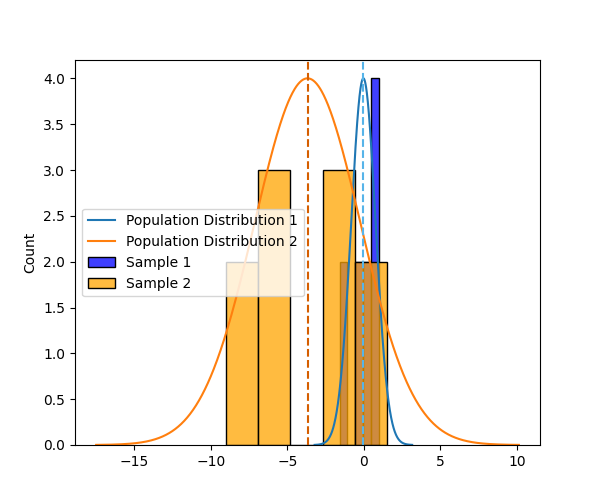 4.0
3.5
3.0
2.5
2.0
1.5
1.0
0.5
0.0
Count
Population Distribution 1
Population Distribution 2
Sample 1
Sample 2
−15 −10 −5 0 5 10